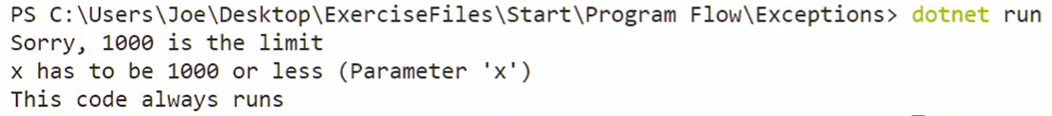 PS C:\Users\Joe\Desktop\ExerciseFiles\Start\Program Flow\Exceptions> dotnet run
Sorry, 1000 is the limit
x has to be 1000 or less (Parameter 'x')
This code always runs